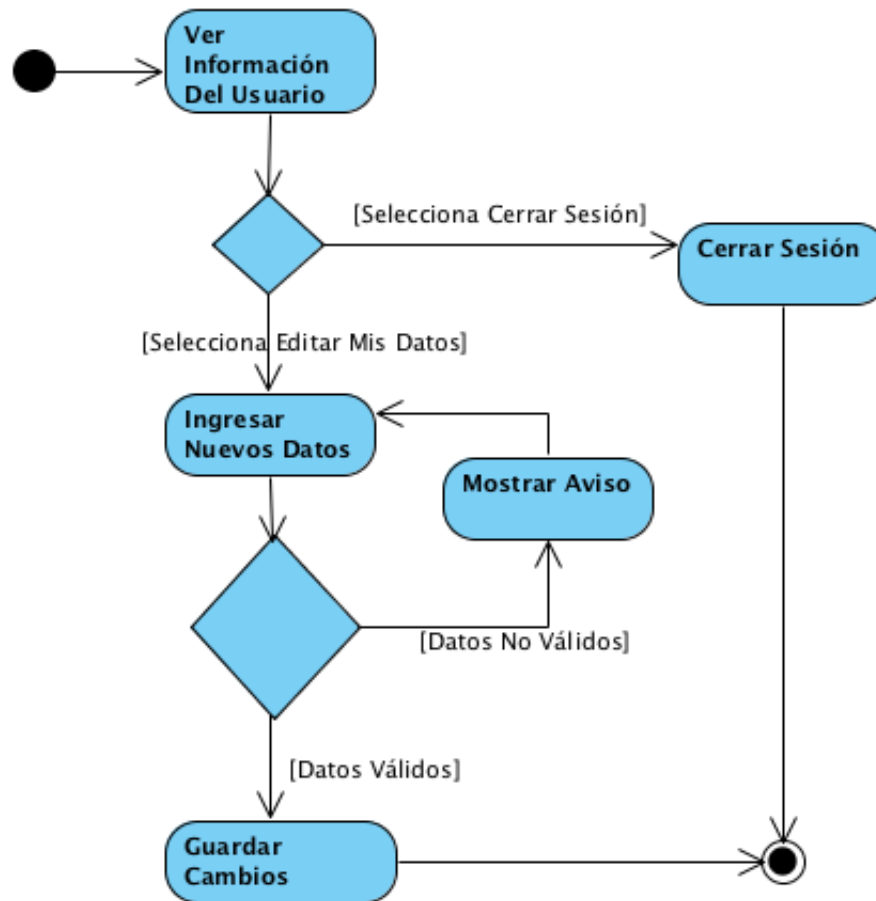 Ver
Información
Del Usuario
[Selecciona Cerrar Sesión]
Cerrar Sesión
[Selecciona Editar Mis Datos]
Ingresar
Nuevos Datos
Mostrar Aviso
[Datos No Válidos]
[Datos Válidos]
Guardar
Cambios